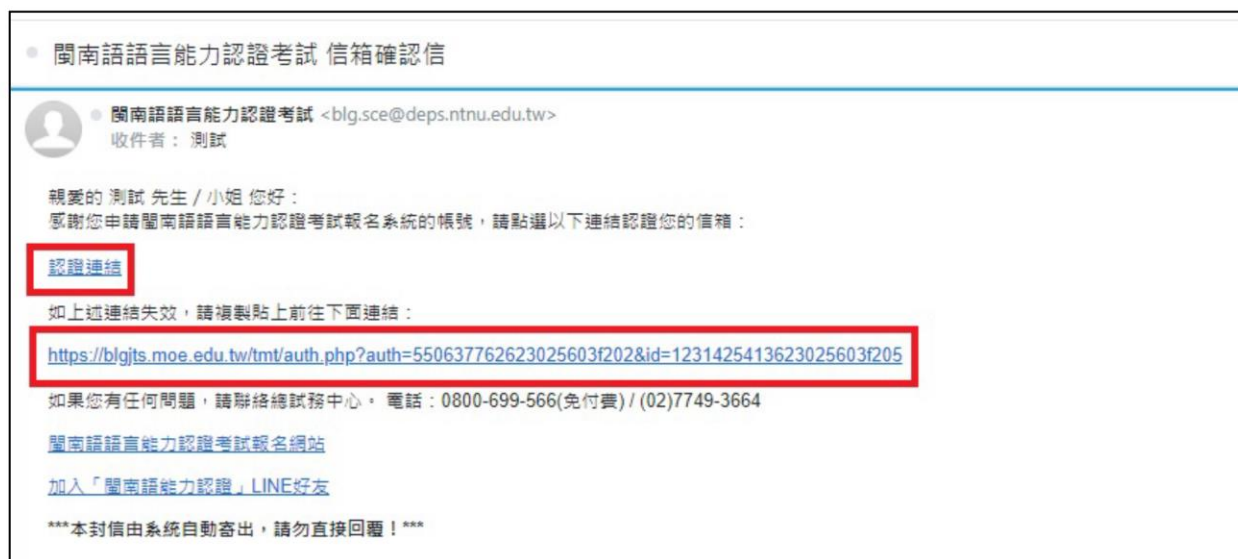 閩南語語言能力認證考試 信箱確認信
閩南語語言能力認證考試 <blg.sce@deps.ntnu.edu.tw>
收件者： 測試
親愛的 測試 先生 / 小姐 您好：
感謝您申請閩南語語言能力認證考試報名系統的帳號，請點選以下連結認證您的信箱：
認證連結
如上述連結失效，請複製貼上前往下面連結：
https://blgjts.moe.edu.tw/tmt/auth.php?auth=550637762623025603f202&id=1231425413623025603f205
如果您有任何問題，請聯絡總試務中心。 電話：0800-699-566(免付費) / (02)7749-3664
閩南語語言能力認證考試報名網站
加入「閩南語能力認證」LINE好友
***本封信由系統自動寄出，請勿直接回覆！***